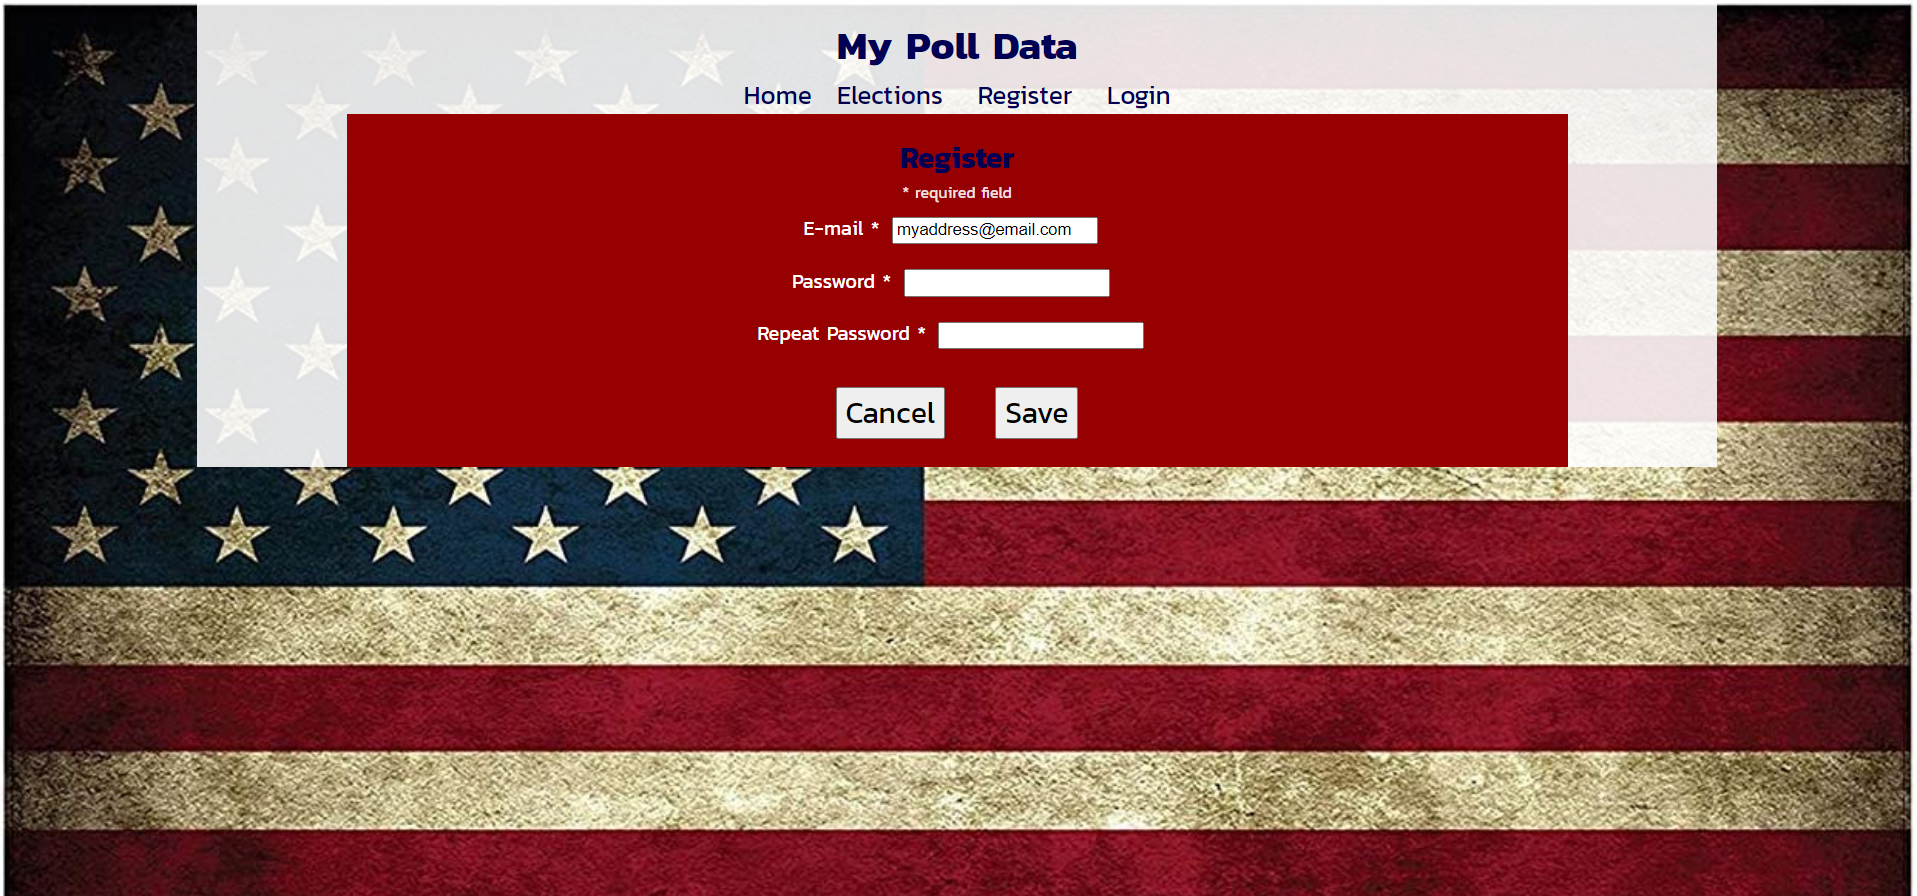 My Poll Data
Home Elections Register Login
Register
* required field
E-mail * myaddress@email.com
Password *
Repeat Password *
Cancel Save